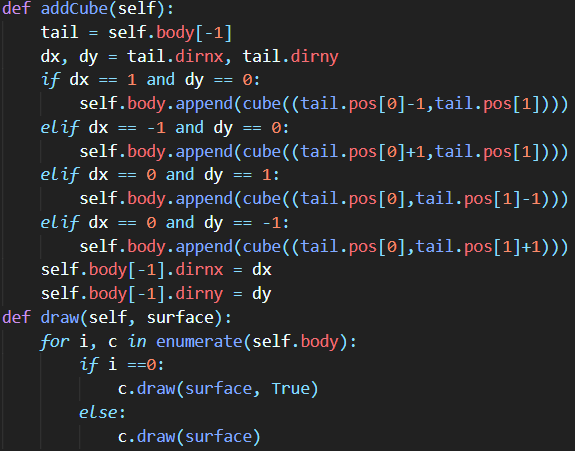 def addCube(self):
    tail = self.body[-1]
    dx, dy = tail.dirnx, tail.dirny
    if dx == 1 and dy == 0:
        self.body.append(cube((tail.pos[0]-1,tail.pos[1])))
    elif dx == -1 and dy == 0:
        self.body.append(cube((tail.pos[0]+1,tail.pos[1])))
    elif dx == 0 and dy == 1:
        self.body.append(cube((tail.pos[0],tail.pos[1]-1)))
    elif dx == 0 and dy == -1:
        self.body.append(cube((tail.pos[0],tail.pos[1]+1)))
    self.body[-1].dirnx = dx
    self.body[-1].dirny = dy
def draw(self, surface):
    for i, c in enumerate(self.body):
        if i ==0:
            c.draw(surface, True)
        else:
            c.draw(surface)